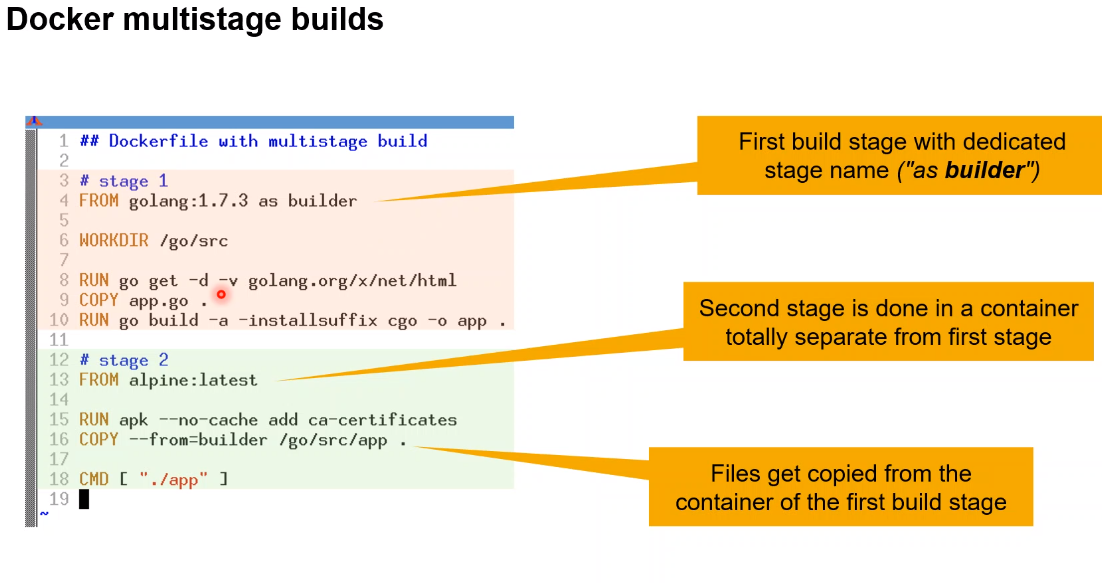 Docker multistage builds
1 ## Dockerfile with multistage build
2
3 # stage 1
4 FROM golang:1.7.3 as builder
5
6 WORKDIR /go/src
7
8 RUN go get -d -v golang.org/x/net/html
9 COPY app.go .
10 RUN go build -a -installsuffix cgo -o app .
11
12 # stage 2
13 FROM alpine:latest
14
15 RUN apk --no-cache add ca-certificates
16 COPY --from=builder /go/src/app .
17
18 CMD [ "./app" ]
19
~
First build stage with dedicated
stage name ("as builder")
Second stage is done in a container
totally separate from first stage
Files get copied from the
container of the first build stage